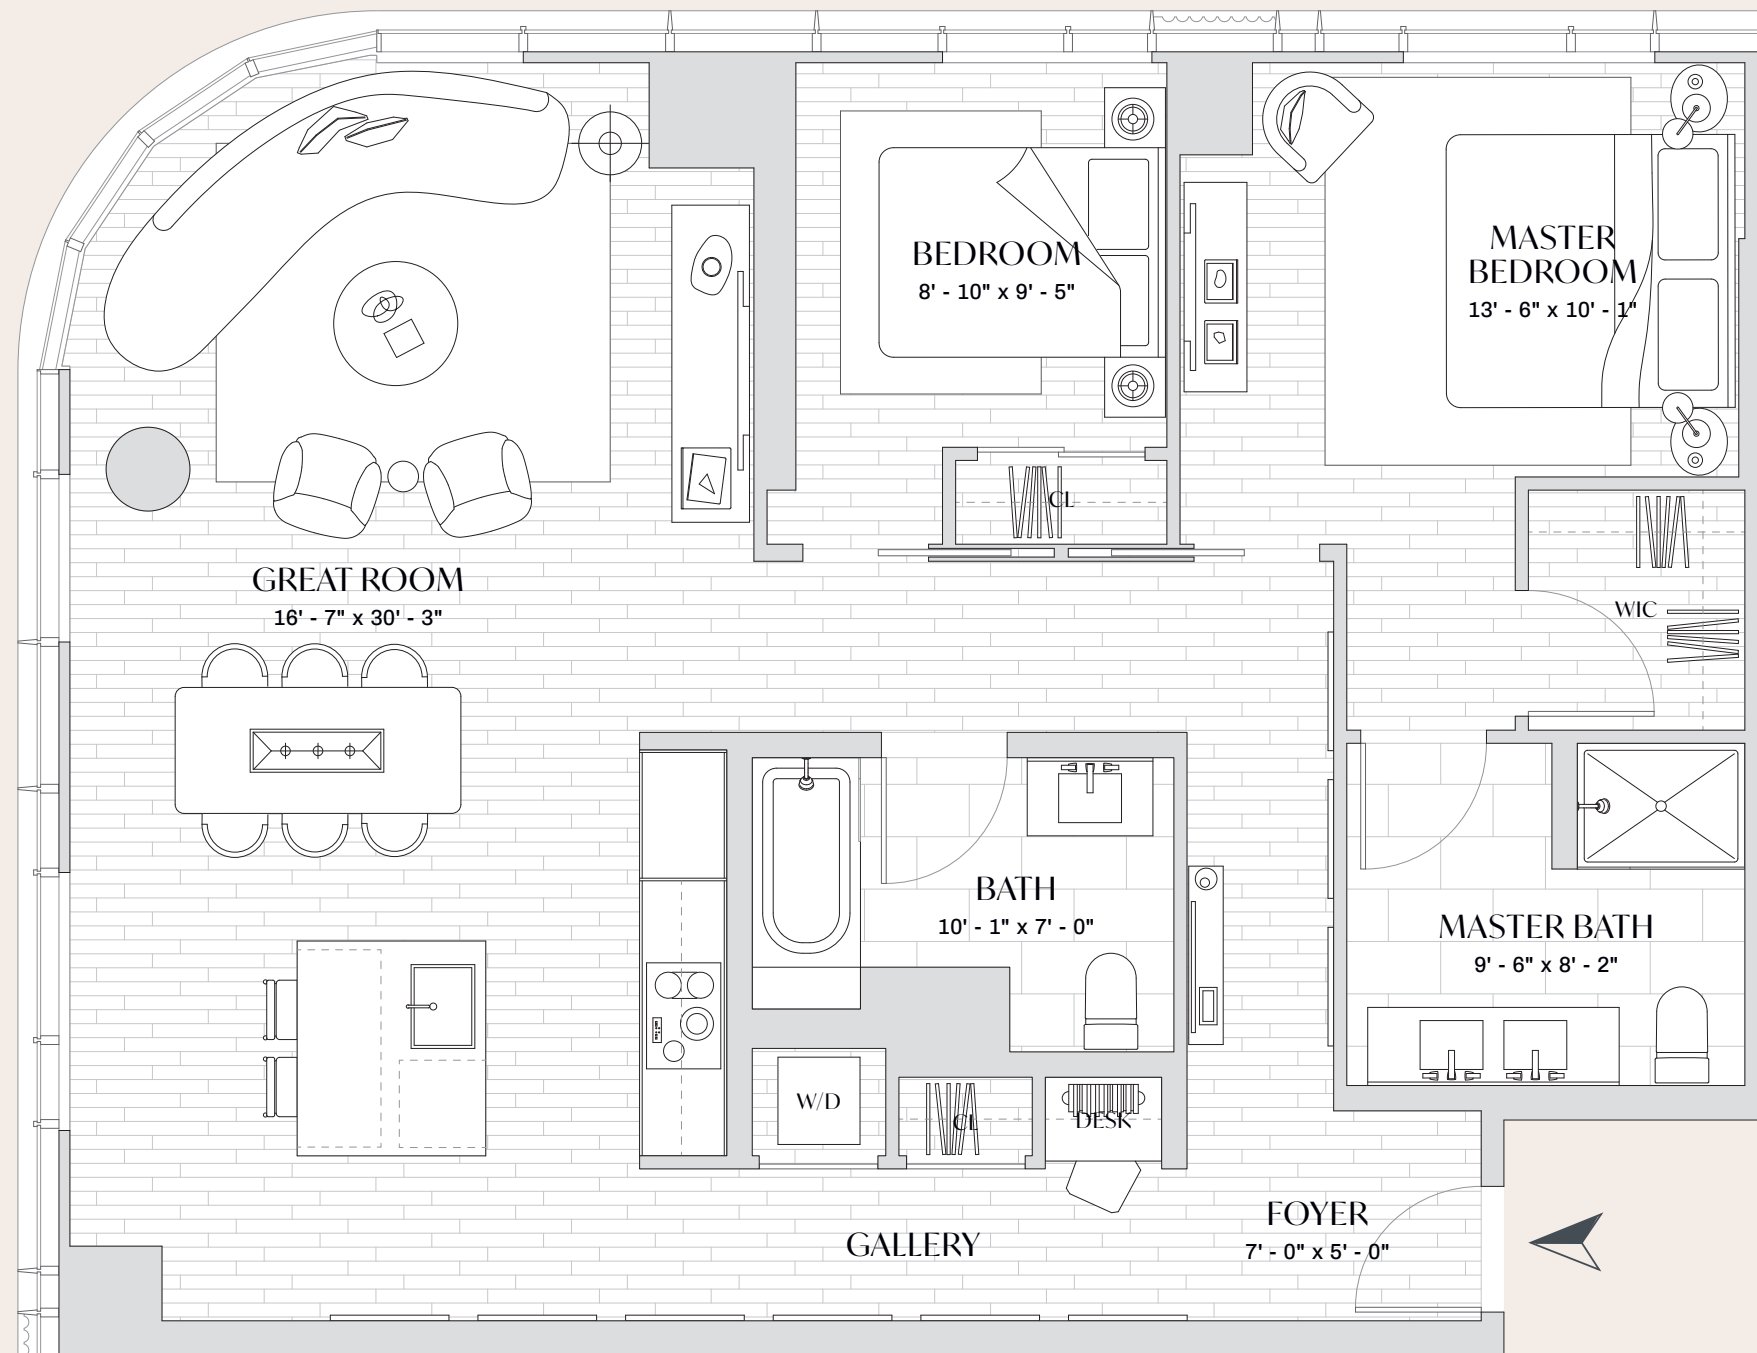 BEDROOM
8' - 10" x 9' - 5"
MASTER
BEDROOM
13' - 6" x 10' - 1"
CL
GREAT ROOM
16' - 7" x 30' - 3"
WIC
BATH
10' - 1" x 7' - 0"
MASTER BATH
9' - 6" x 8' - 2"
W/D
CL
DESK
FOYER
7' - 0" x 5' - 0"
GALLERY